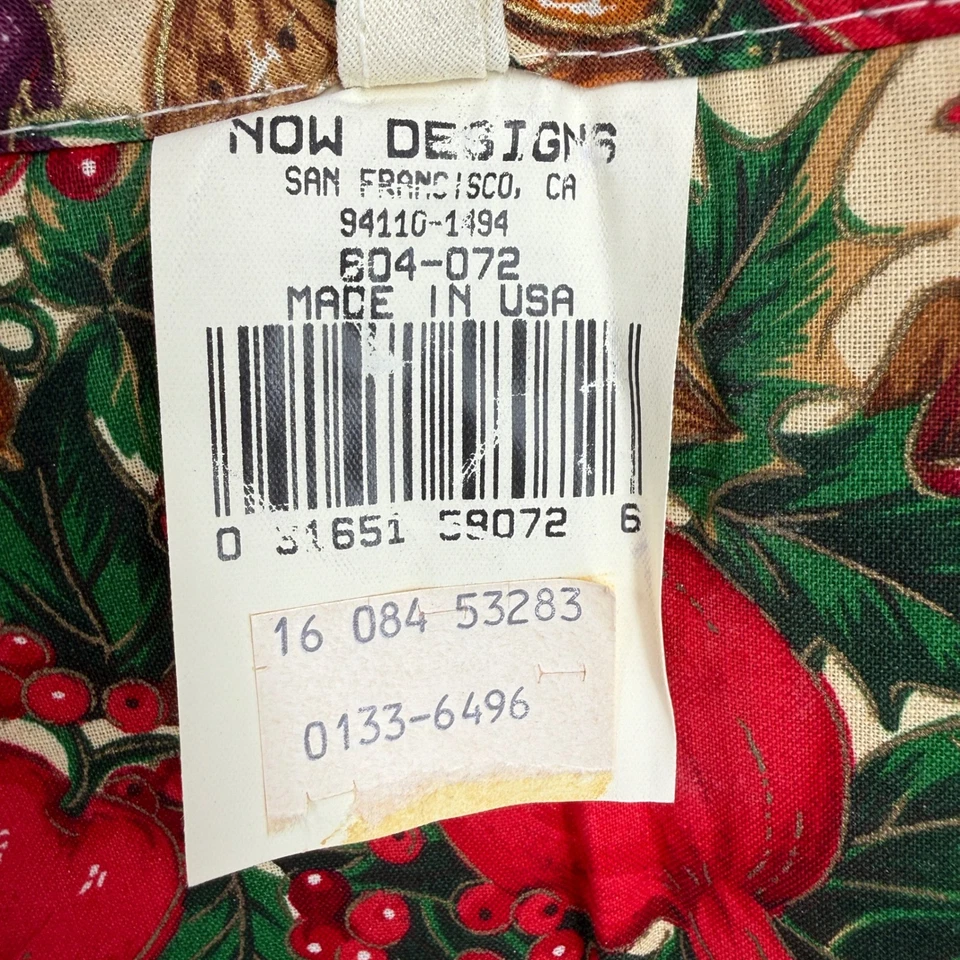 NOW DESIGNS
SAN FRANCISCO, CA
94110-1494
604-072
MADE IN USA
0 31651 59072 6
16 084 53283
0133-6496